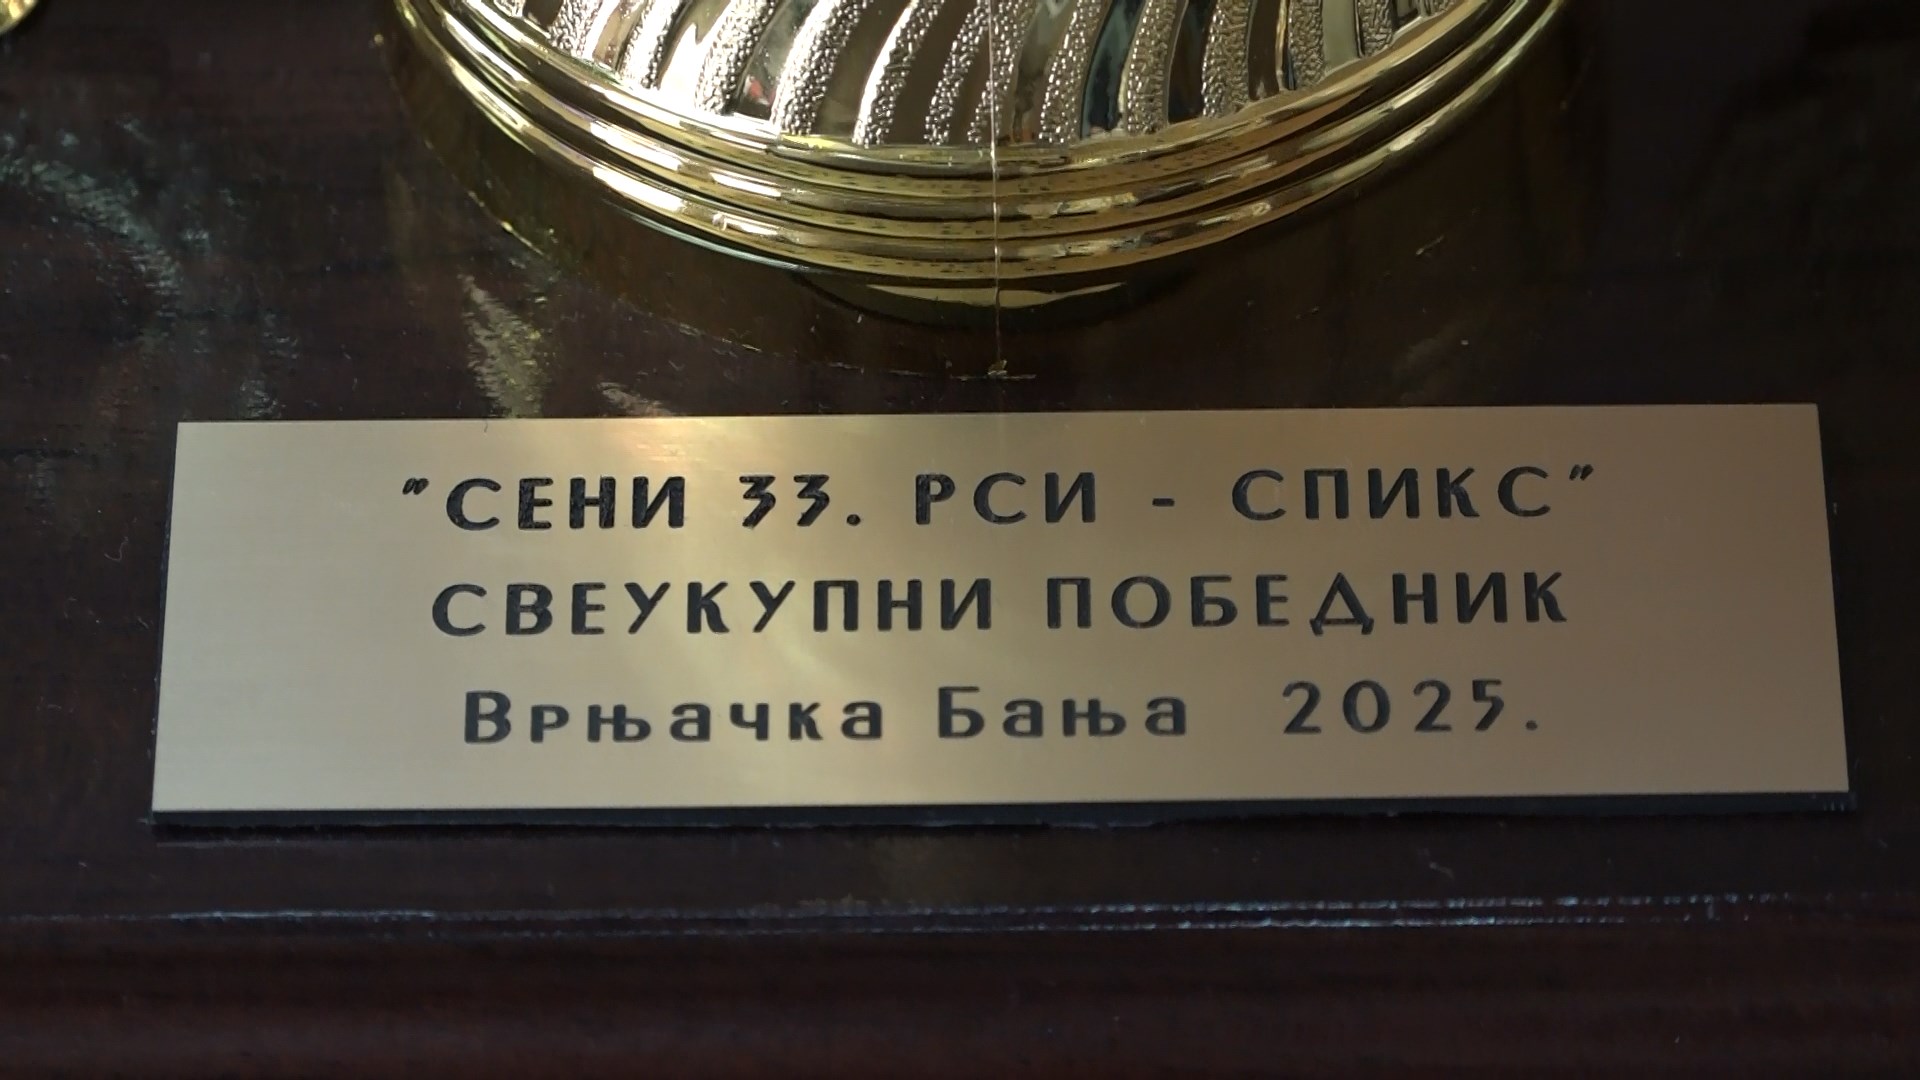 "СЕНИ 33. РСИ - СПИКС"
СВЕУКУПНИ ПОБЕДНИК
Врњачка Бања 2025.